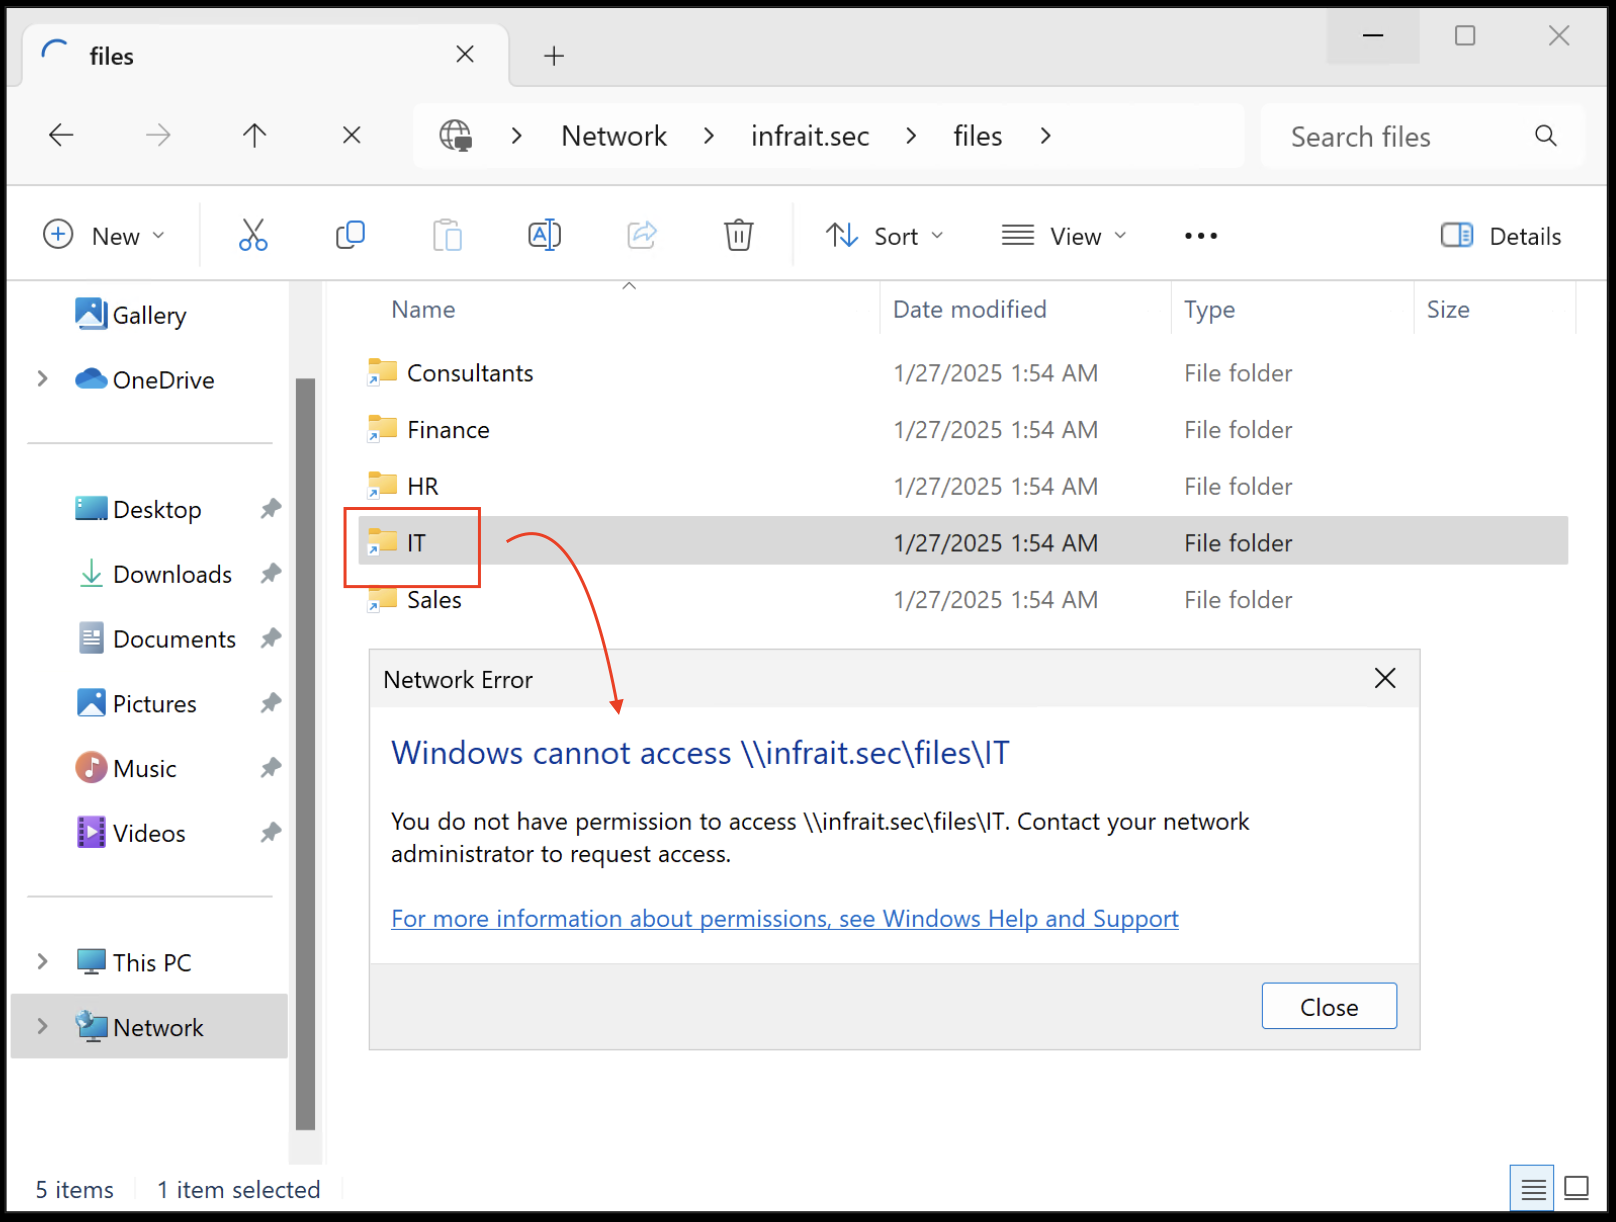 files
Network
infrait.sec
files
Search files
New
Sort
View
Details
Gallery
OneDrive
Desktop
Downloads
Documents
Pictures
Music
Videos
This PC
Network
Name Date modified Type Size
Consultants 1/27/2025 1:54 AM File folder
Finance 1/27/2025 1:54 AM File folder
HR 1/27/2025 1:54 AM File folder
IT 1/27/2025 1:54 AM File folder
Sales 1/27/2025 1:54 AM File folder
Network Error
Windows cannot access \\infrait.sec\files\IT
You do not have permission to access \\infrait.sec\files\IT. Contact your network
administrator to request access.
For more information about permissions, see Windows Help and Support
Close
5 items 1 item selected